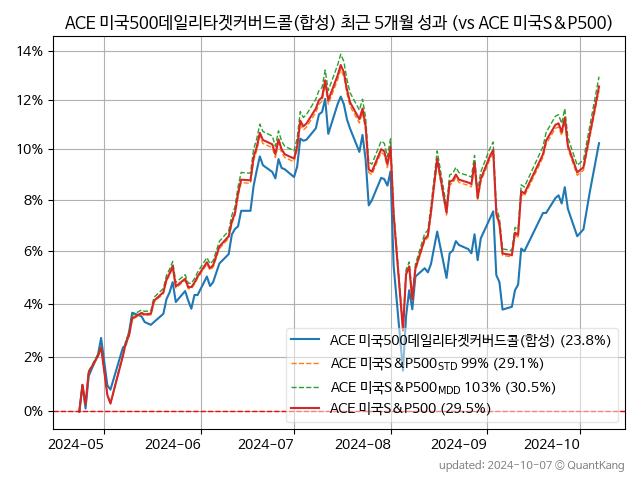 ACE 미국500데일리타겟커버드콜(합성) 최근 5개월 성과 (vs ACE 미국S&P500)
14%
12%
10%
8%
6%
4%
2%
0%
ACE 미국500데일리타겟커버드콜(합성) (23.8%)
ACE 미국S&P500STD 99% (29.1%)
ACE 미국S&P500MDD 103% (30.5%)
ACE 미국S&P500 (29.5%)
2024-05 2024-06 2024-07 2024-08 2024-09 2024-10
updated: 2024-10-07 © QuantKang